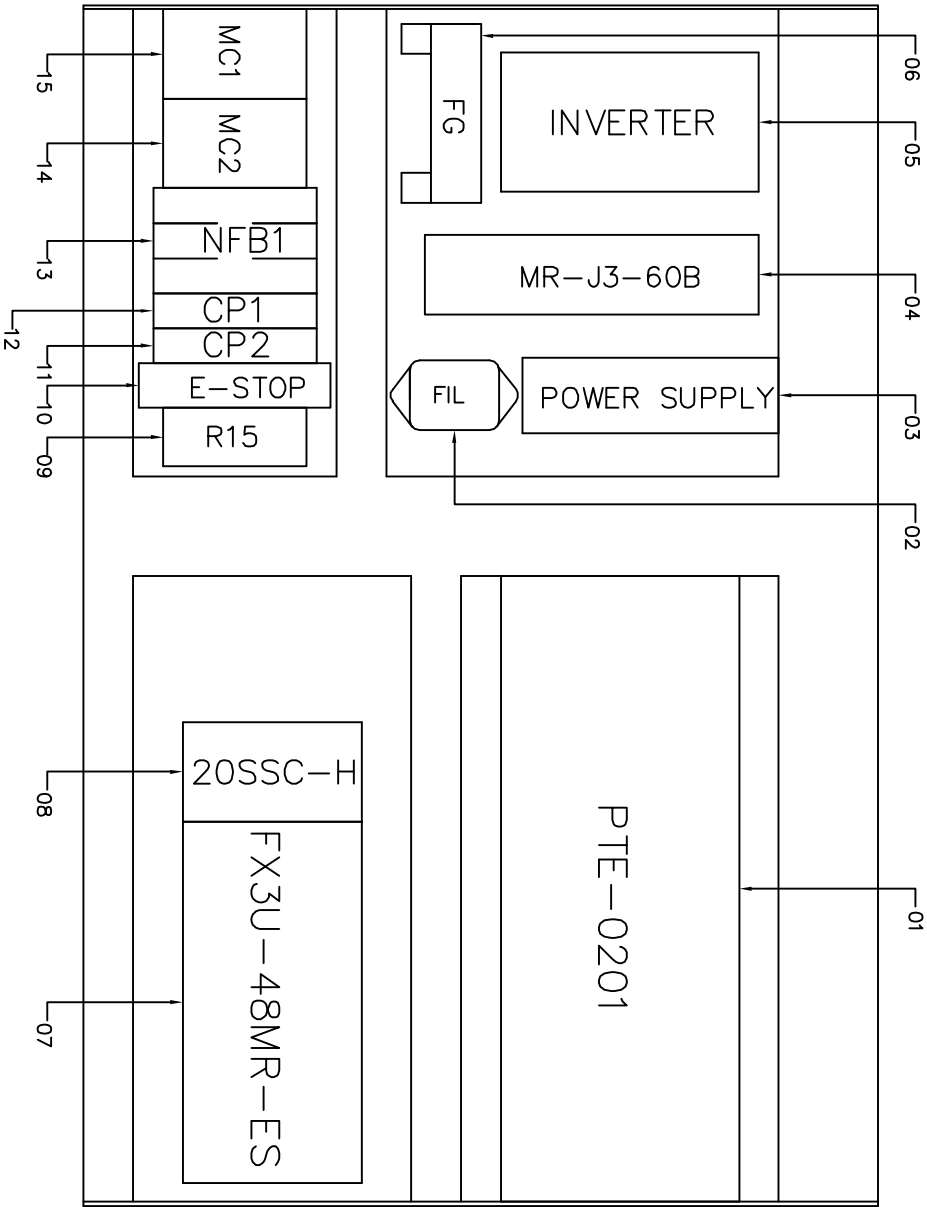 MC1
MC2
NFB1
CP1
CP2
E-STOP
R15
FG
INVERTER
MR-J3-60B
FIL
POWER SUPPLY
20SSC-H
FX3U-48MR-ES
PTE-0201
01
02
03
04
05
06
07
08
09
10
11
12
13
14
15